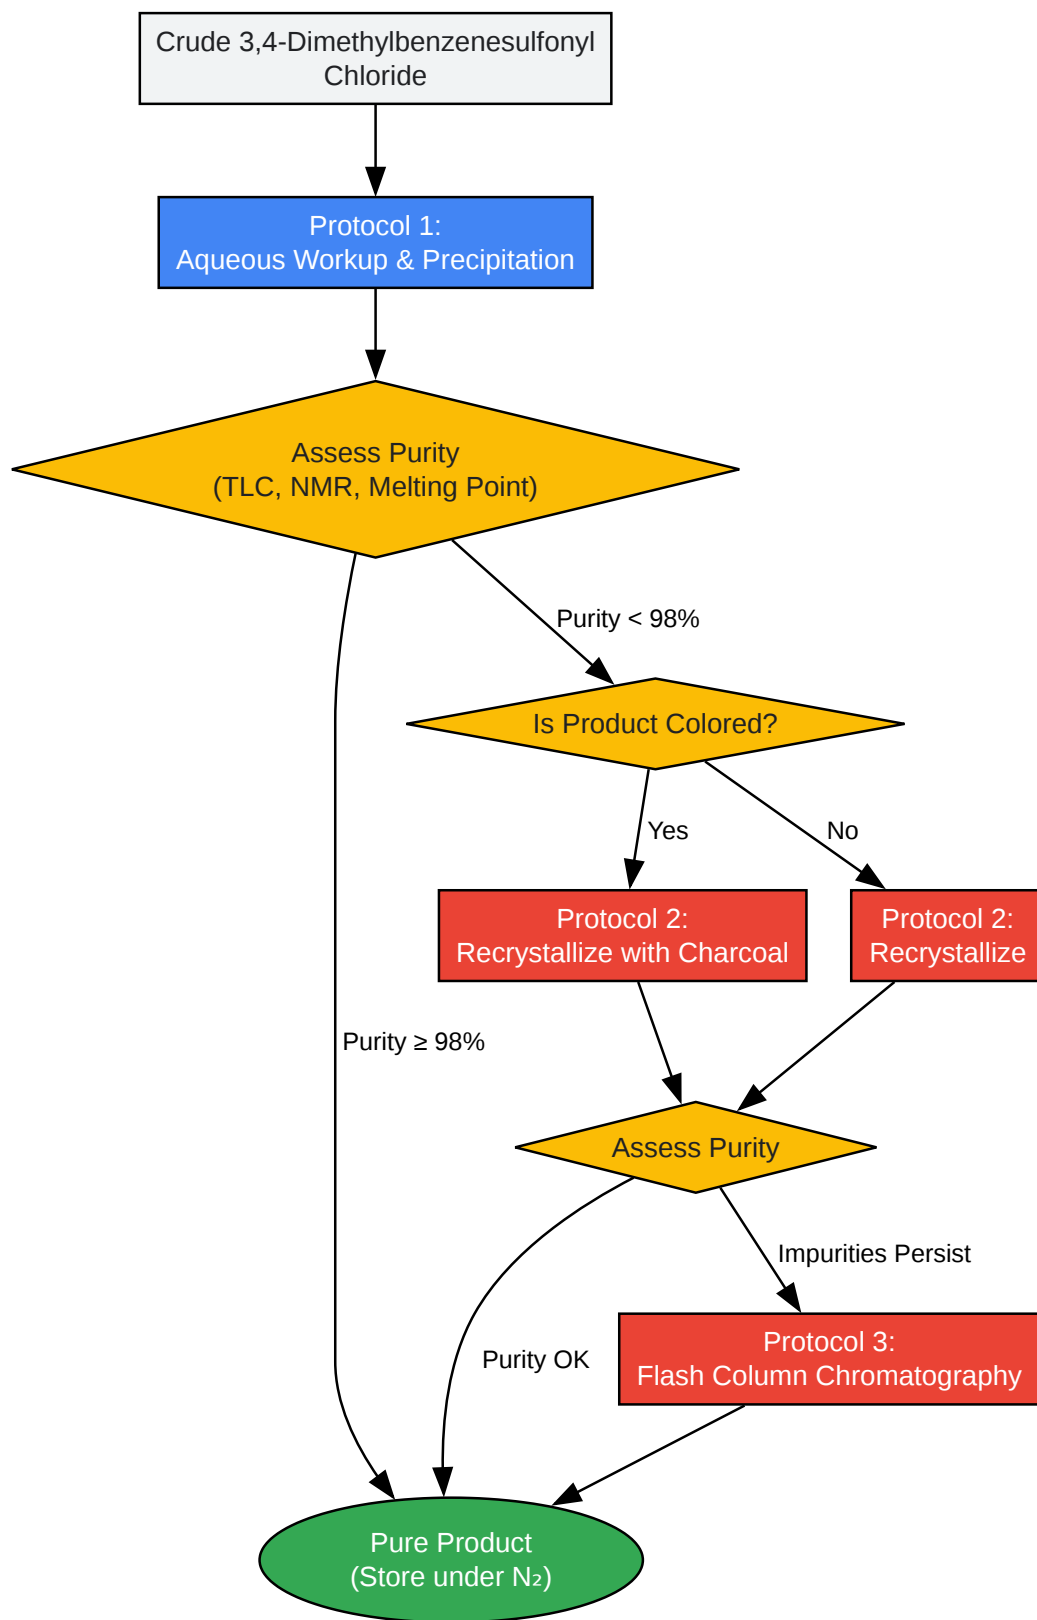 Crude 3,4-Dimethylbenzenesulfonyl
Chloride
Protocol 1:
Aqueous Workup & Precipitation
Assess Purity
(TLC, NMR, Melting Point)
Purity < 98%
Is Product Colored?
Yes
No
Protocol 2:
Recrystallize with Charcoal
Protocol 2:
Recrystallize
Purity ≥ 98%
Assess Purity
Impurities Persist
Purity OK
Protocol 3:
Flash Column Chromatography
Pure Product
(Store under N₂)